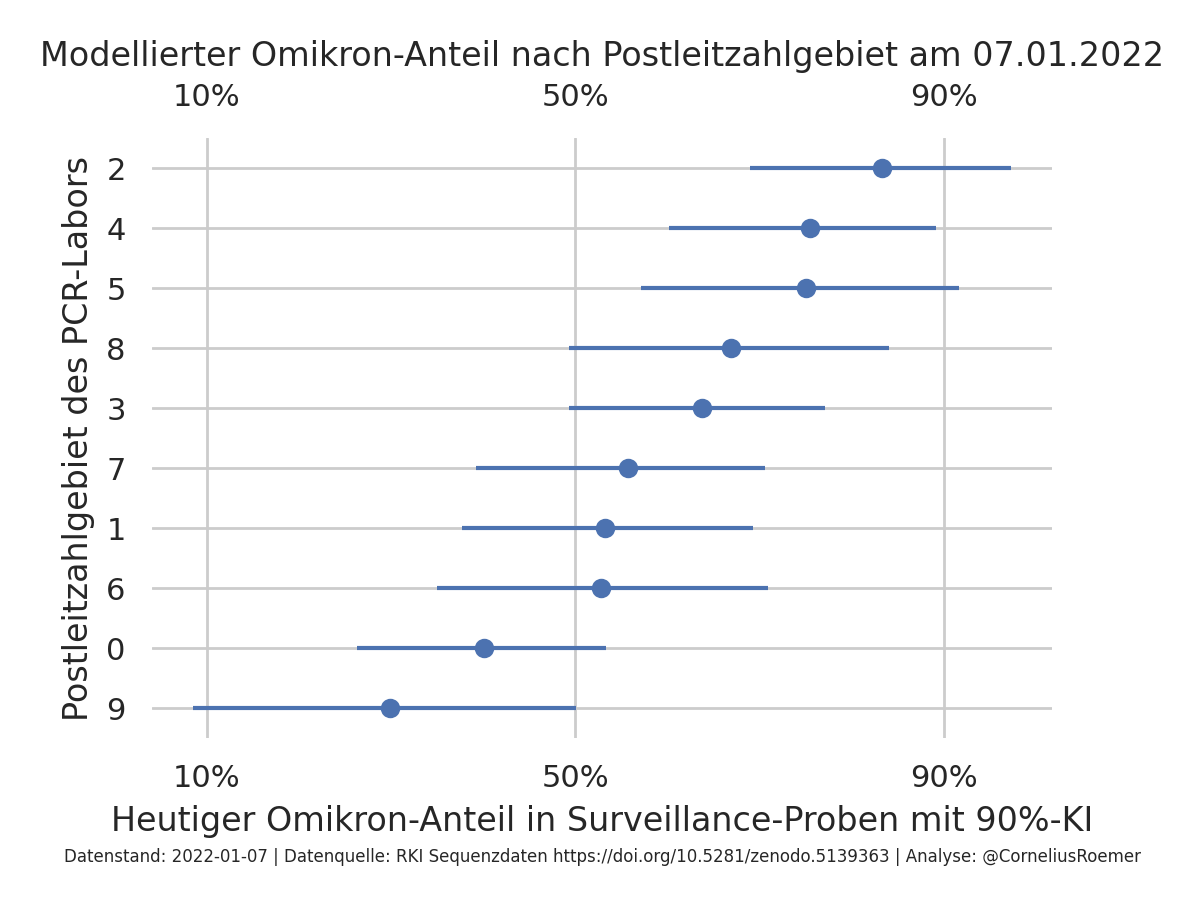 Modellierter Omikron-Anteil nach Postleitzahlgebiet am 07.01.2022
10% 50% 90%
Postleitzahlgebiet des PCR-Labors
2
4
5
8
3
7
1
6
0
9
10% 50% 90%
Heutiger Omikron-Anteil in Surveillance-Proben mit 90%-KI
Datenstand: 2022-01-07 | Datenquelle: RKI Sequenzdaten https://doi.org/10.5281/zenodo.5139363 | Analyse: @CorneliusRoemer